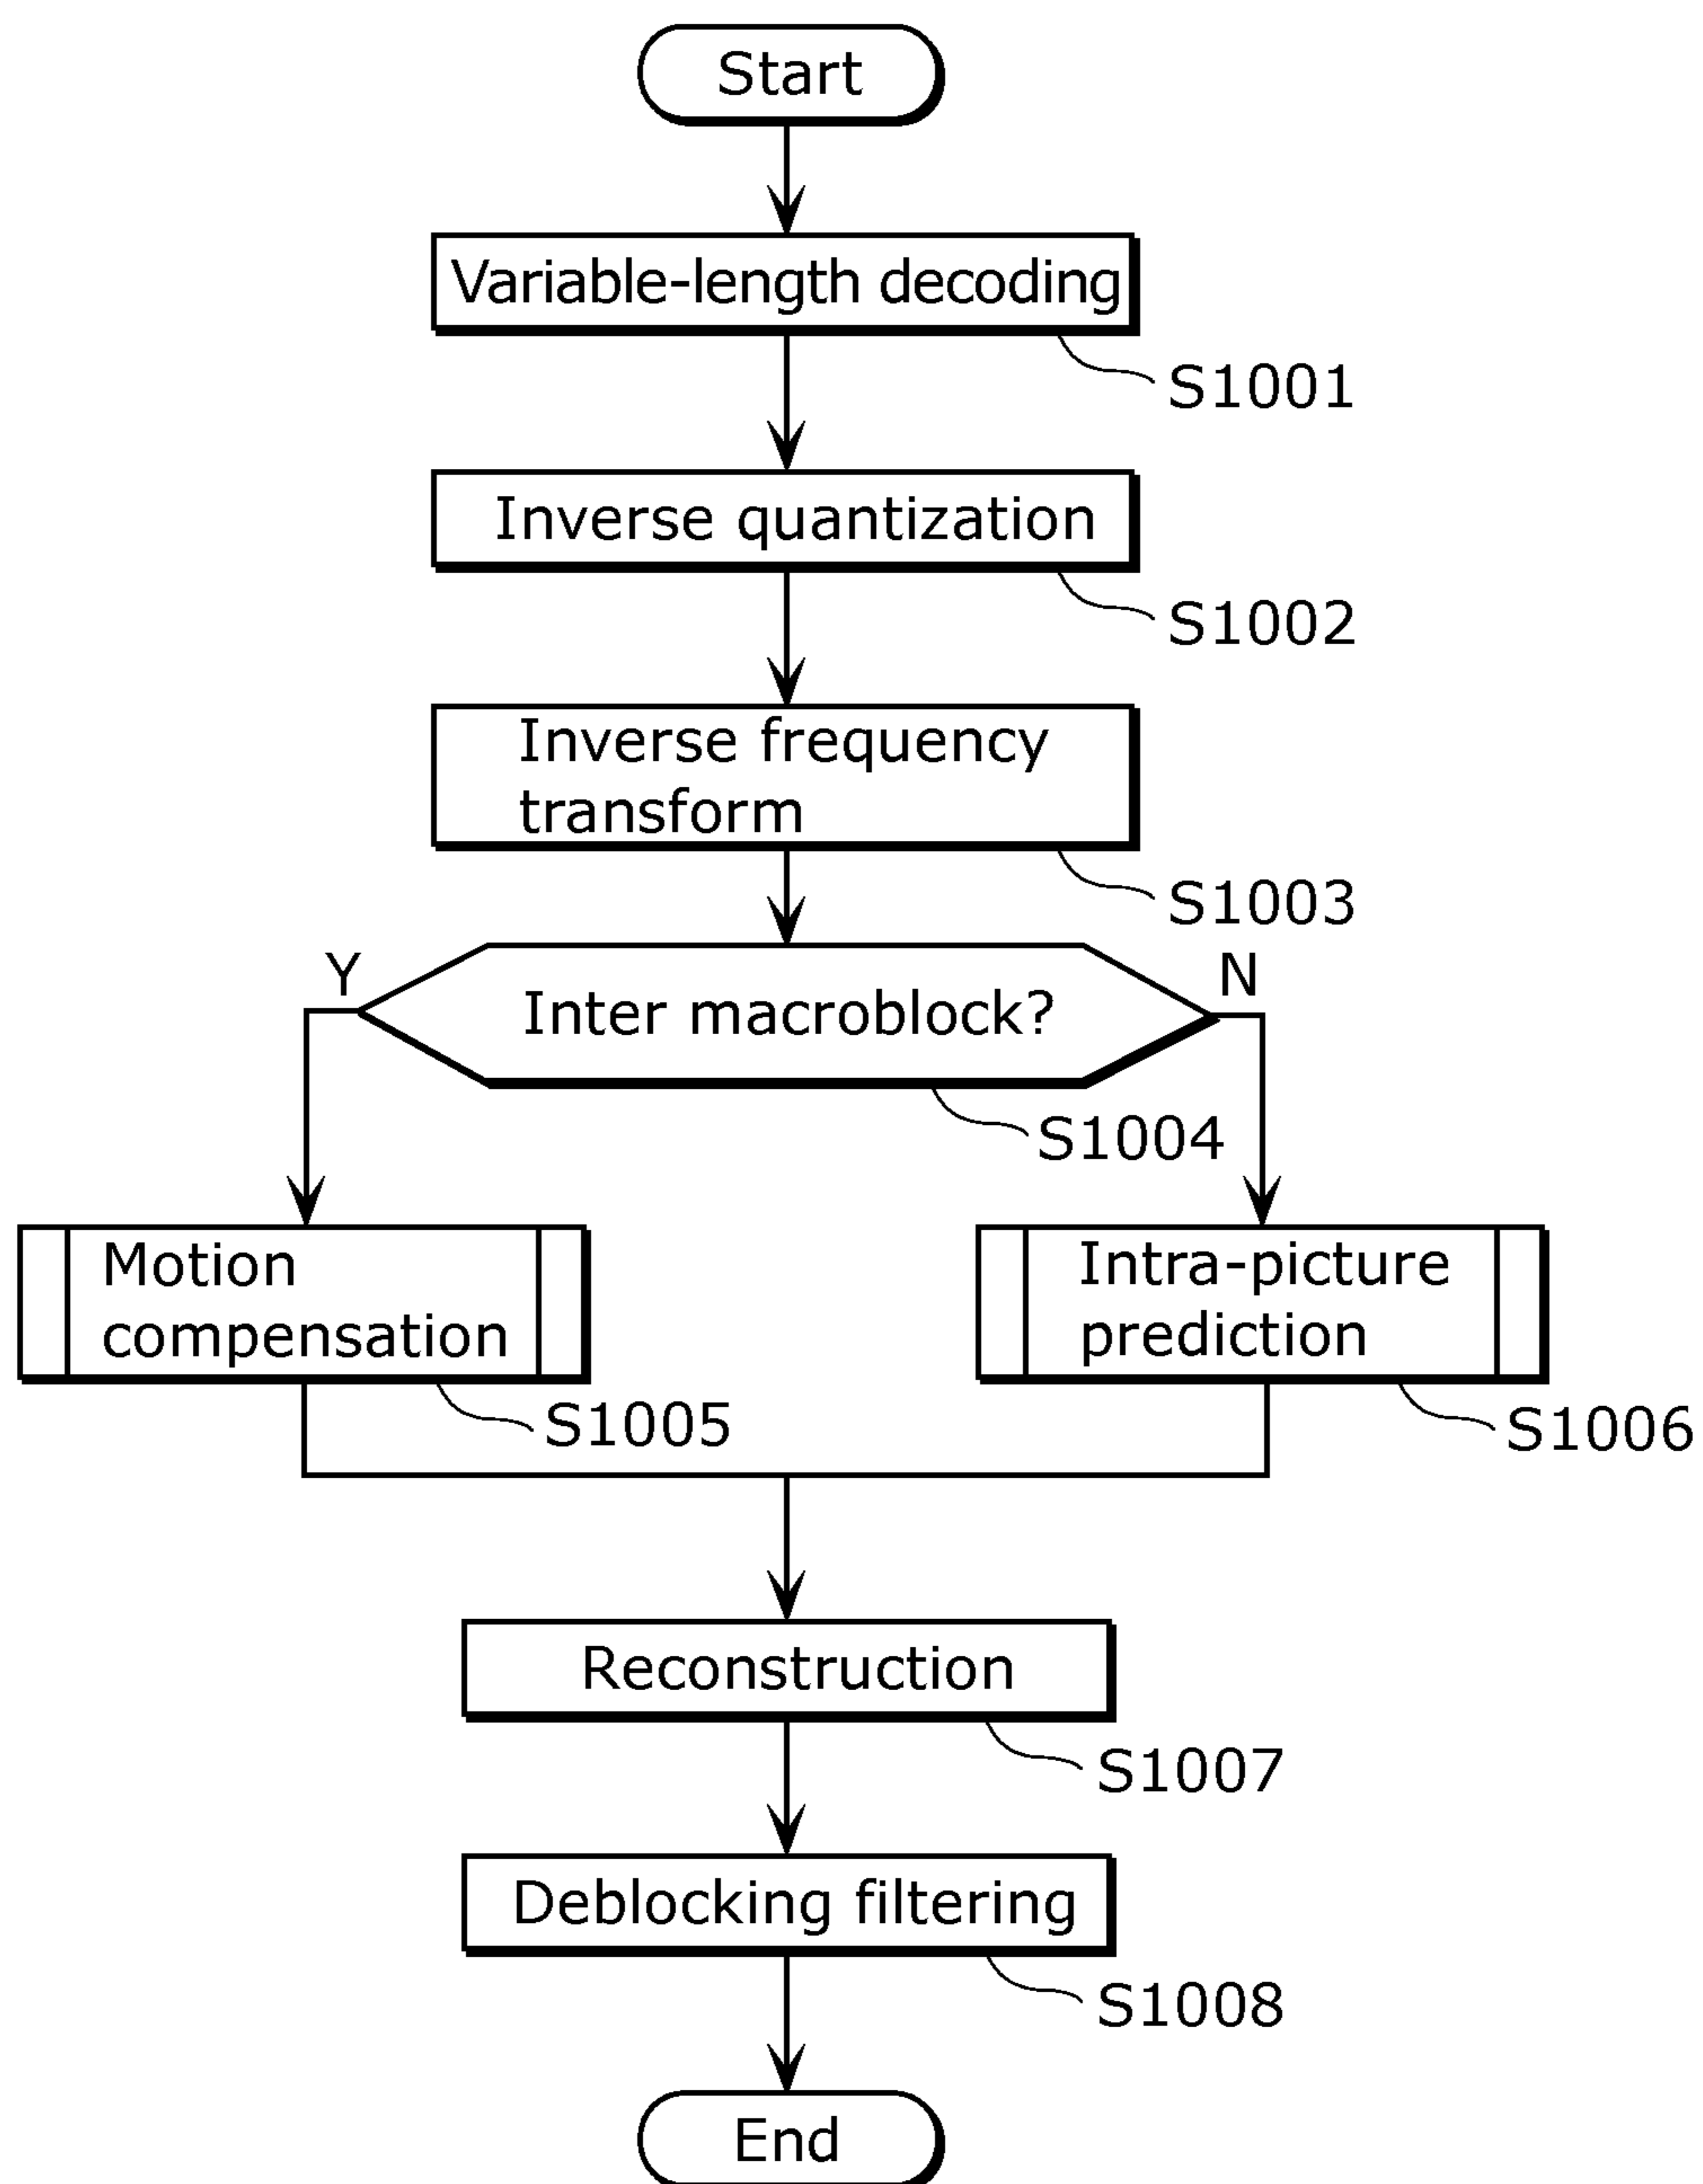 Start
Variable-length decoding
S1001
Inverse quantization
S1002
Inverse frequency
transform
S1003
Y
N
Inter macroblock?
S1004
Motion
compensation
S1005
Intra-picture
prediction
S1006
Reconstruction
S1007
Deblocking filtering
S1008
End